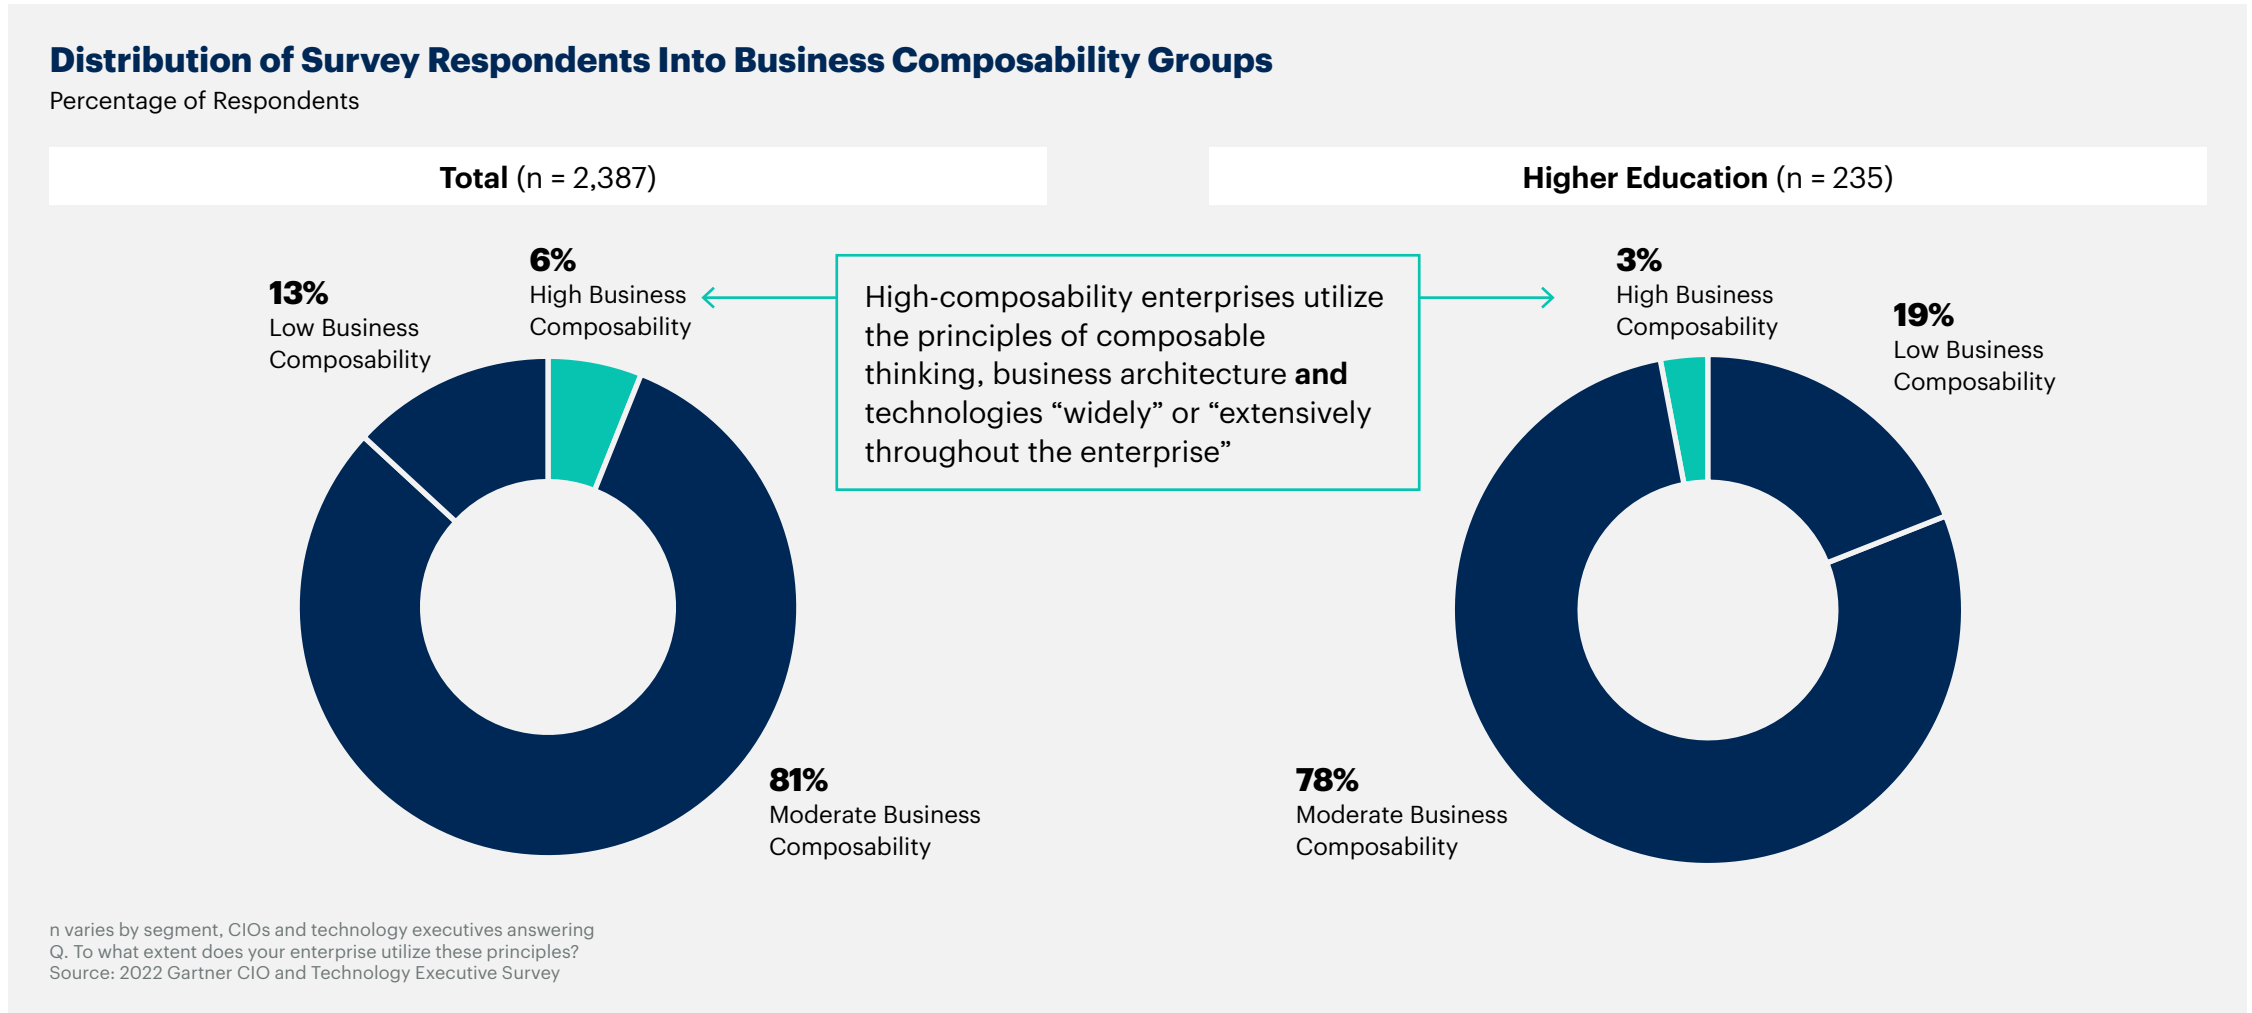 Distribution of Survey Respondents Into Business Composability Groups
Percentage of Respondents
Total (n = 2,387)
13%
Low Business
Composability
6%
High Business
Composability
81%
Moderate Business
Composability
High-composability enterprises utilize
the principles of composable
thinking, business architecture and
technologies “widely” or “extensively
throughout the enterprise”
Higher Education (n = 235)
3%
High Business
Composability
19%
Low Business
Composability
78%
Moderate Business
Composability
n varies by segment, CIOs and technology executives answering
Q. To what extent does your enterprise utilize these principles?
Source: 2022 Gartner CIO and Technology Executive Survey